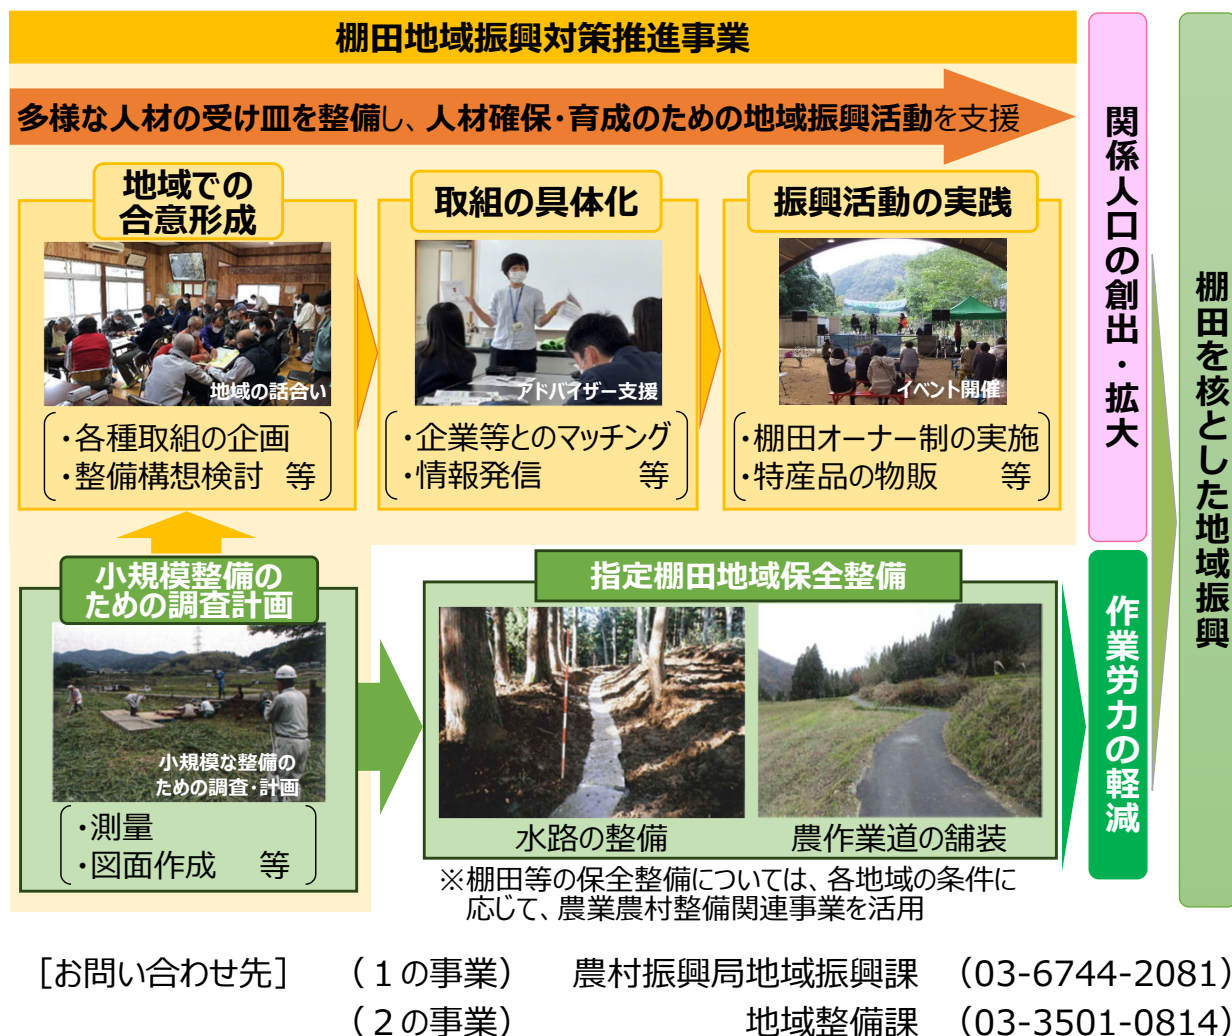 棚田地域振興対策推進事業
多様な人材の受け皿を整備し、人材確保・育成のための地域振興活動を支援
地域での
合意形成
地域の話合い
・各種取組の企画
・整備構想検討　等
取組の具体化
アドバイザー支援
・企業等とのマッチング
・情報発信　　　等
振興活動の実践
イベント開催
・棚田オーナー制の実施
・特産品の物販　　等
小規模整備の
ための調査計画
小規模な整備の
ための調査・計画
・測量
・図面作成　等
指定棚田地域保全整備
水路の整備
農作業道の舗装
※棚田等の保全整備については、各地域の条件に
応じて、農業農村整備関連事業を活用
関係人口の創出・拡大
作業労力の軽減
棚田を核とした地域振興
［お問い合わせ先］　（１の事業）　農村振興局地域振興課　（03-6744-2081）
（２の事業）　地域整備課　（03-3501-0814）